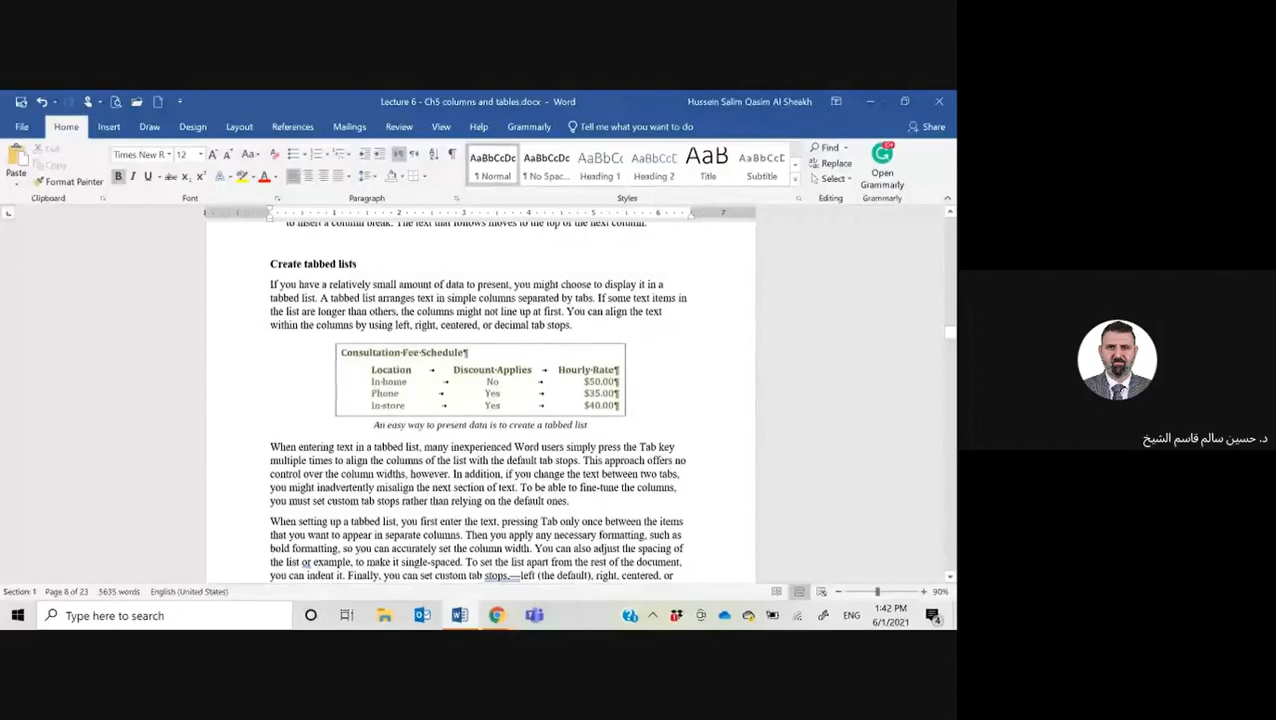 Lecture 6 - Ch5 columns and tables.docx - Word
Hussein Salim Qasim Al Sheakh
File Home Insert Draw Design Layout References Mailings Review View Help Grammarly Tell me what you want to do Share
Paste
Cut
Copy
Format Painter
Clipboard
Times New R 12
Font
Paragraph
AaBbCcDc AaBbCcDc AaBbCc AaBbCcDc AaB AaBbCcDc
¶ Normal ¶ No Spac... Heading 1 Heading 2 Title Subtitle
Styles
Find
Replace
Select
Editing
Open
Grammarly
Grammarly
1 1 2 3 4 5 6 7
to insert a column break. The text that follows moves to the top of the next column.
Create tabbed lists
If you have a relatively small amount of data to present, you might choose to display it in a
tabbed list. A tabbed list arranges text in simple columns separated by tabs. If some text items in
the list are longer than others, the columns might not line up at first. You can align the text
within the columns by using left, right, centered, or decimal tab stops.
Consultation·Fee·Schedule¶
Location → Discount·Applies → Hourly·Rate¶
In·home → No → $50.00¶
Phone → Yes → $35.00¶
In·store → Yes → $40.00¶
An easy way to present data is to create a tabbed list
When entering text in a tabbed list, many inexperienced Word users simply press the Tab key
multiple times to align the columns of the list with the default tab stops. This approach offers no
control over the column widths, however. In addition, if you change the text between two tabs,
you might inadvertently misalign the next section of text. To be able to fine-tune the columns,
you must set custom tab stops rather than relying on the default ones.
When setting up a tabbed list, you first enter the text, pressing Tab only once between the items
that you want to appear in separate columns. Then you apply any necessary formatting, such as
bold formatting, so you can accurately set the column width. You can also adjust the spacing of
the list or example, to make it single-spaced. To set the list apart from the rest of the document,
you can indent it. Finally, you can set custom tab stops,—left (the default), right, centered, or
Section: 1 Page 8 of 23 5635 words English (United States) 90%
Type here to search
ENG
1:42 PM
6/1/2021
4
د. حسين سالم قاسم الشيخ